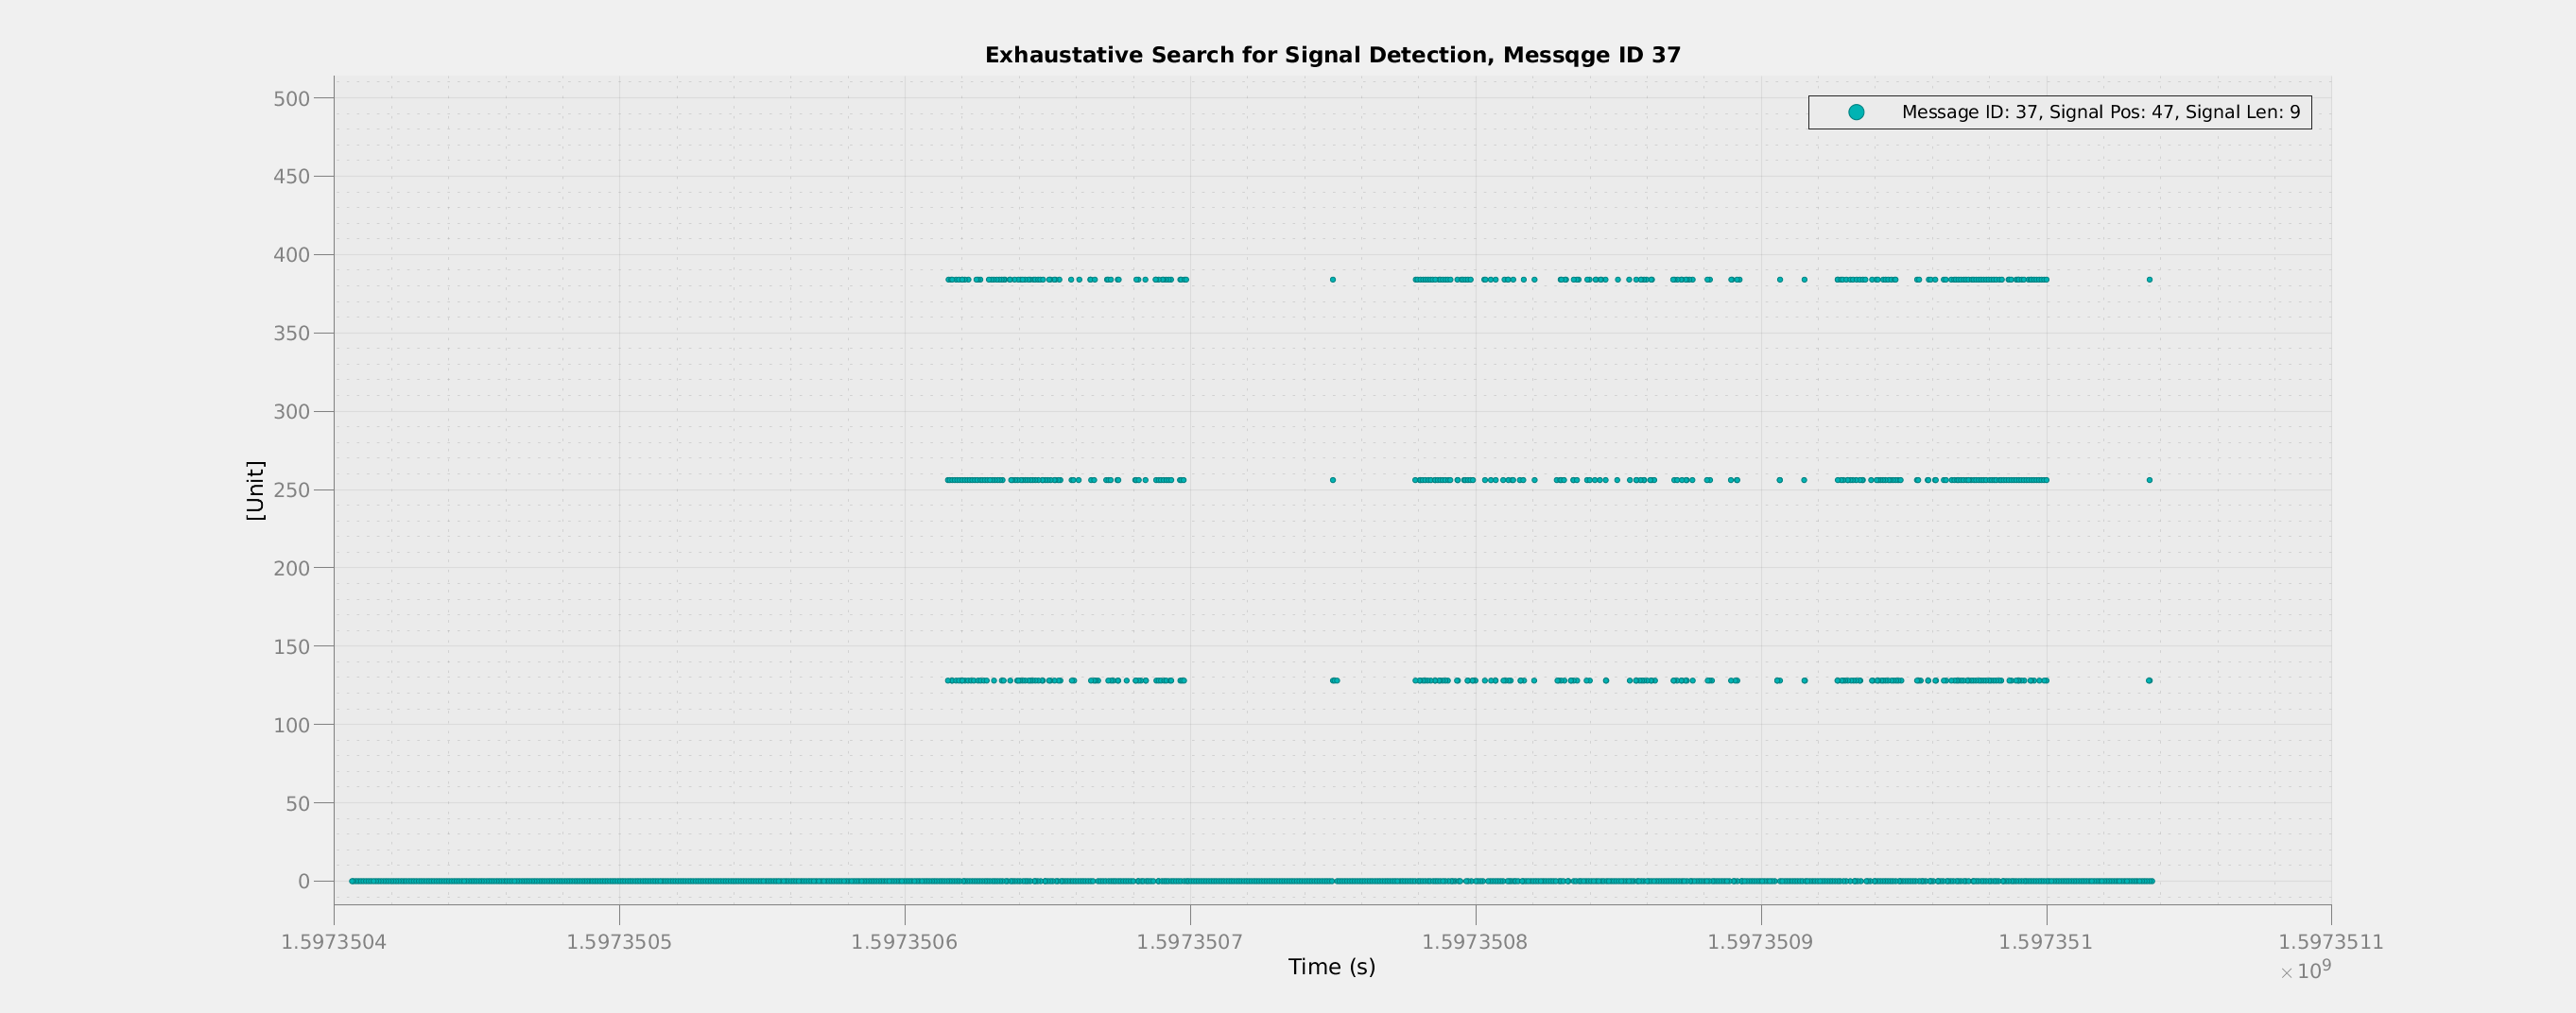 Exhaustative Search for Signal Detection, Messqge ID 37
500
Message ID: 37, Signal Pos: 47, Signal Len: 9
450
400
350
300
[Unit]
250
200
150
100
50
0
1.5973504 1.5973505 1.5973506 1.5973507 1.5973508 1.5973509 1.597351 1.5973511
Time (s)
×10⁹